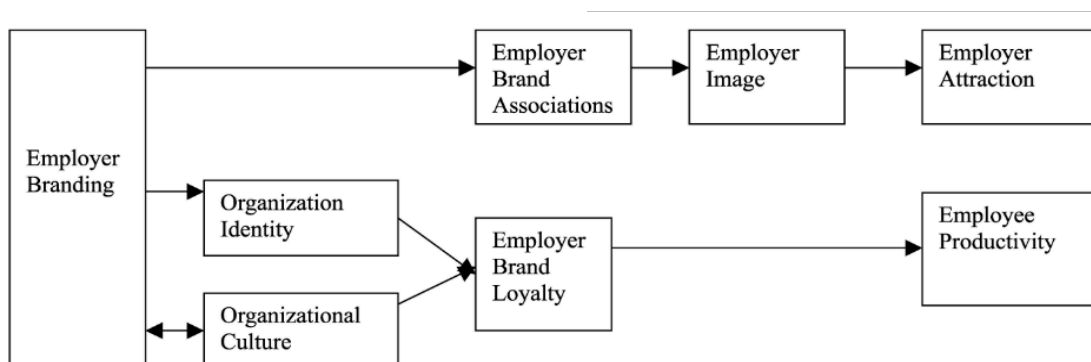 Employer
Branding
Employer
Brand
Associations
Employer
Image
Employer
Attraction
Organization
Identity
Organizational
Culture
Employer
Brand
Loyalty
Employee
Productivity